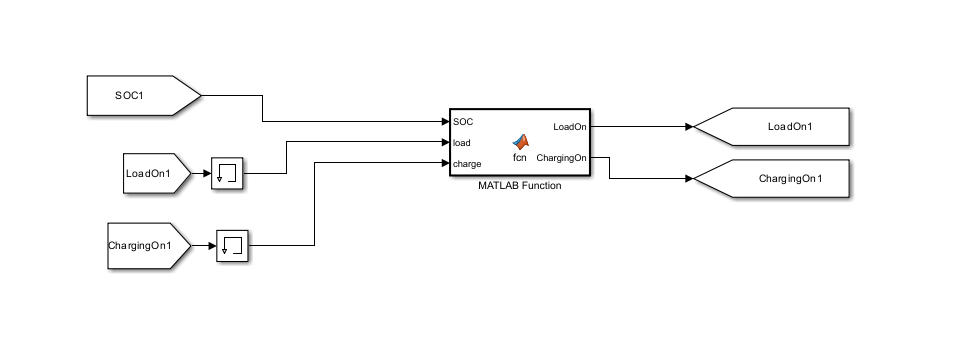 SOC1
LoadOn1
ChargingOn1
SOC
load
charge
fcn
LoadOn
ChargingOn
MATLAB Function
LoadOn1
ChargingOn1